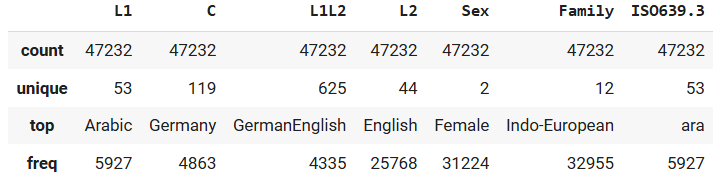 L1 C L1L2 L2 Sex Family ISO639.3
count 47232 47232 47232 47232 47232 47232 47232
unique 53 119 625 44 2 12 53
top Arabic Germany GermanEnglish English Female Indo-European ara
freq 5927 4863 4335 25768 31224 32955 5927